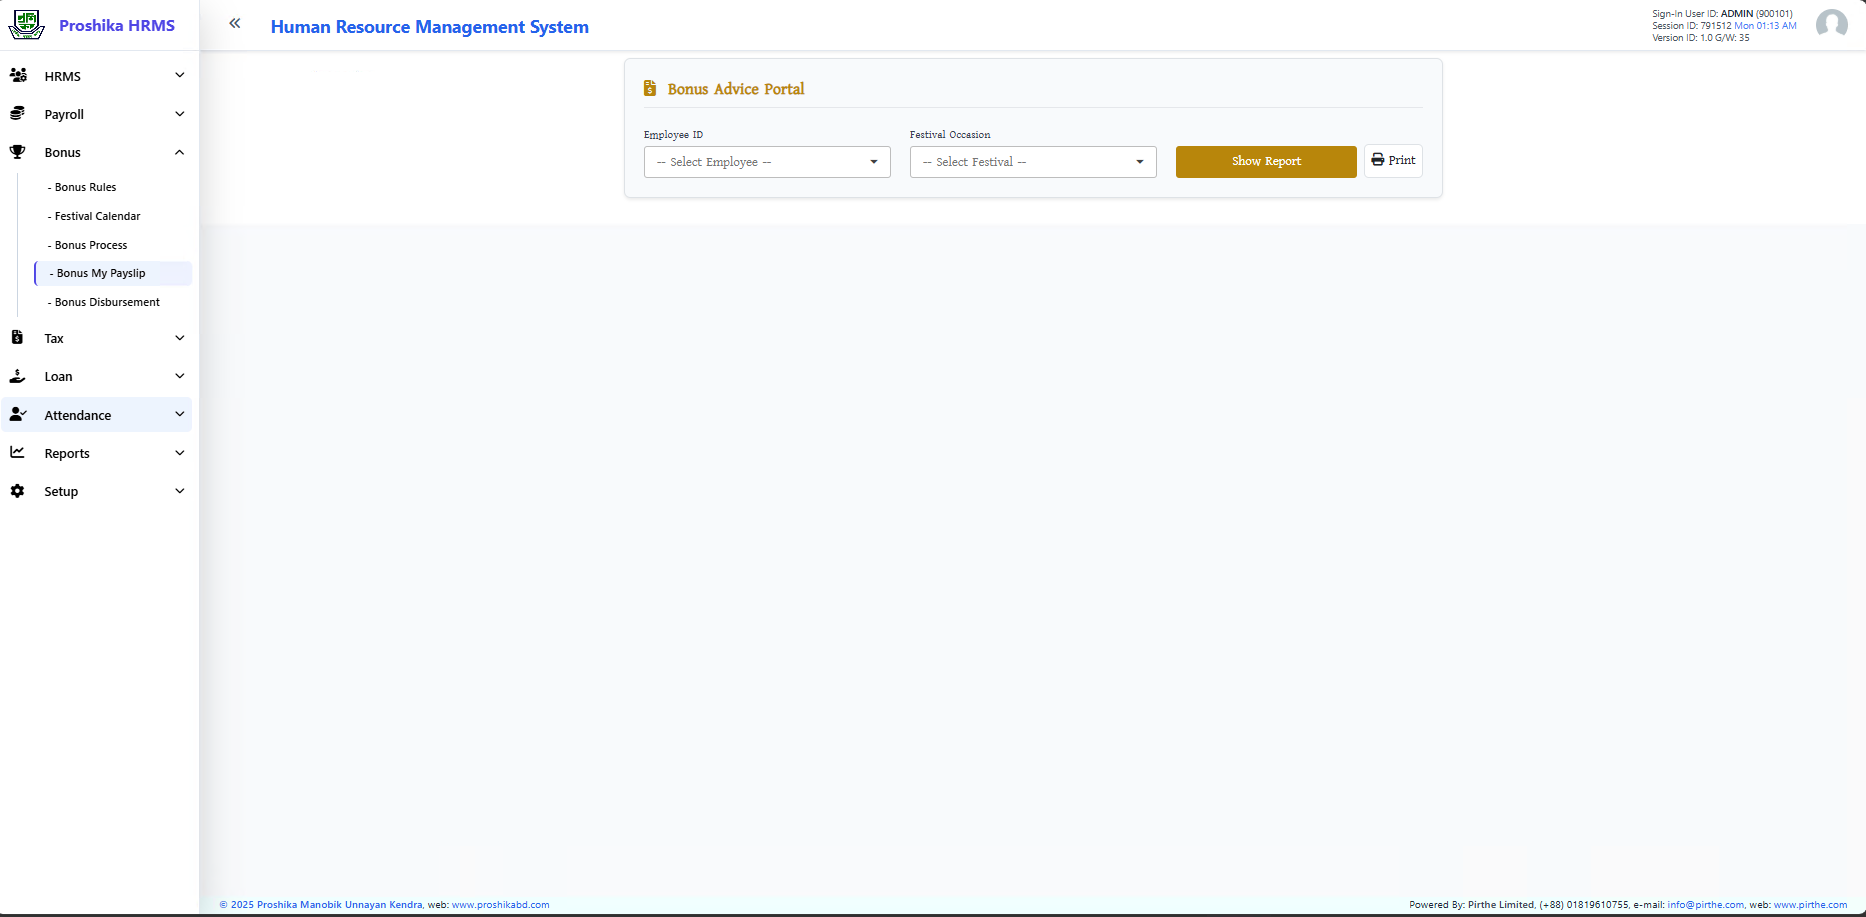 Proshika HRMS
Human Resource Management System
Sign-In User ID: ADMIN (900101)
Session ID: 791512 Mon 01:13 AM
Version ID: 1.0 G/W: 35
HRMS
Payroll
Bonus
- Bonus Rules
- Festival Calendar
- Bonus Process
- Bonus My Payslip
- Bonus Disbursement
Tax
Loan
Attendance
Reports
Setup
Bonus Advice Portal
Employee ID
Festival Occasion
-- Select Employee --
-- Select Festival --
Show Report
Print
© 2025 Proshika Manobik Unnayan Kendra, web: www.proshikabd.com
Powered By: Pirthe Limited, (+88) 01819610755, e-mail: info@pirthe.com, web: www.pirthe.com